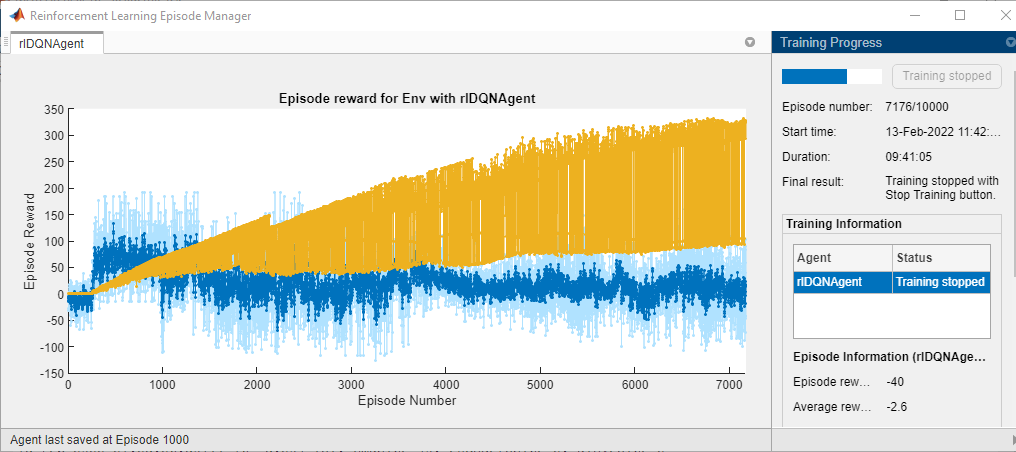 Reinforcement Learning Episode Manager
rlDQNAgent
Episode reward for Env with rlDQNAgent
350
300
250
200
150
100
50
0
-50
-100
-150
Episode Reward
0
1000
2000
3000
4000
5000
6000
7000
Episode Number
Agent last saved at Episode 1000
Training Progress
Training stopped
Episode number: 7176/10000
Start time: 13-Feb-2022 11:42:...
Duration: 09:41:05
Final result: Training stopped with
Stop Training button.
Training Information
Agent Status
rlDQNAgent Training stopped
Episode Information (rlDQNAge...
Episode rew... -40
Average rew... -2.6